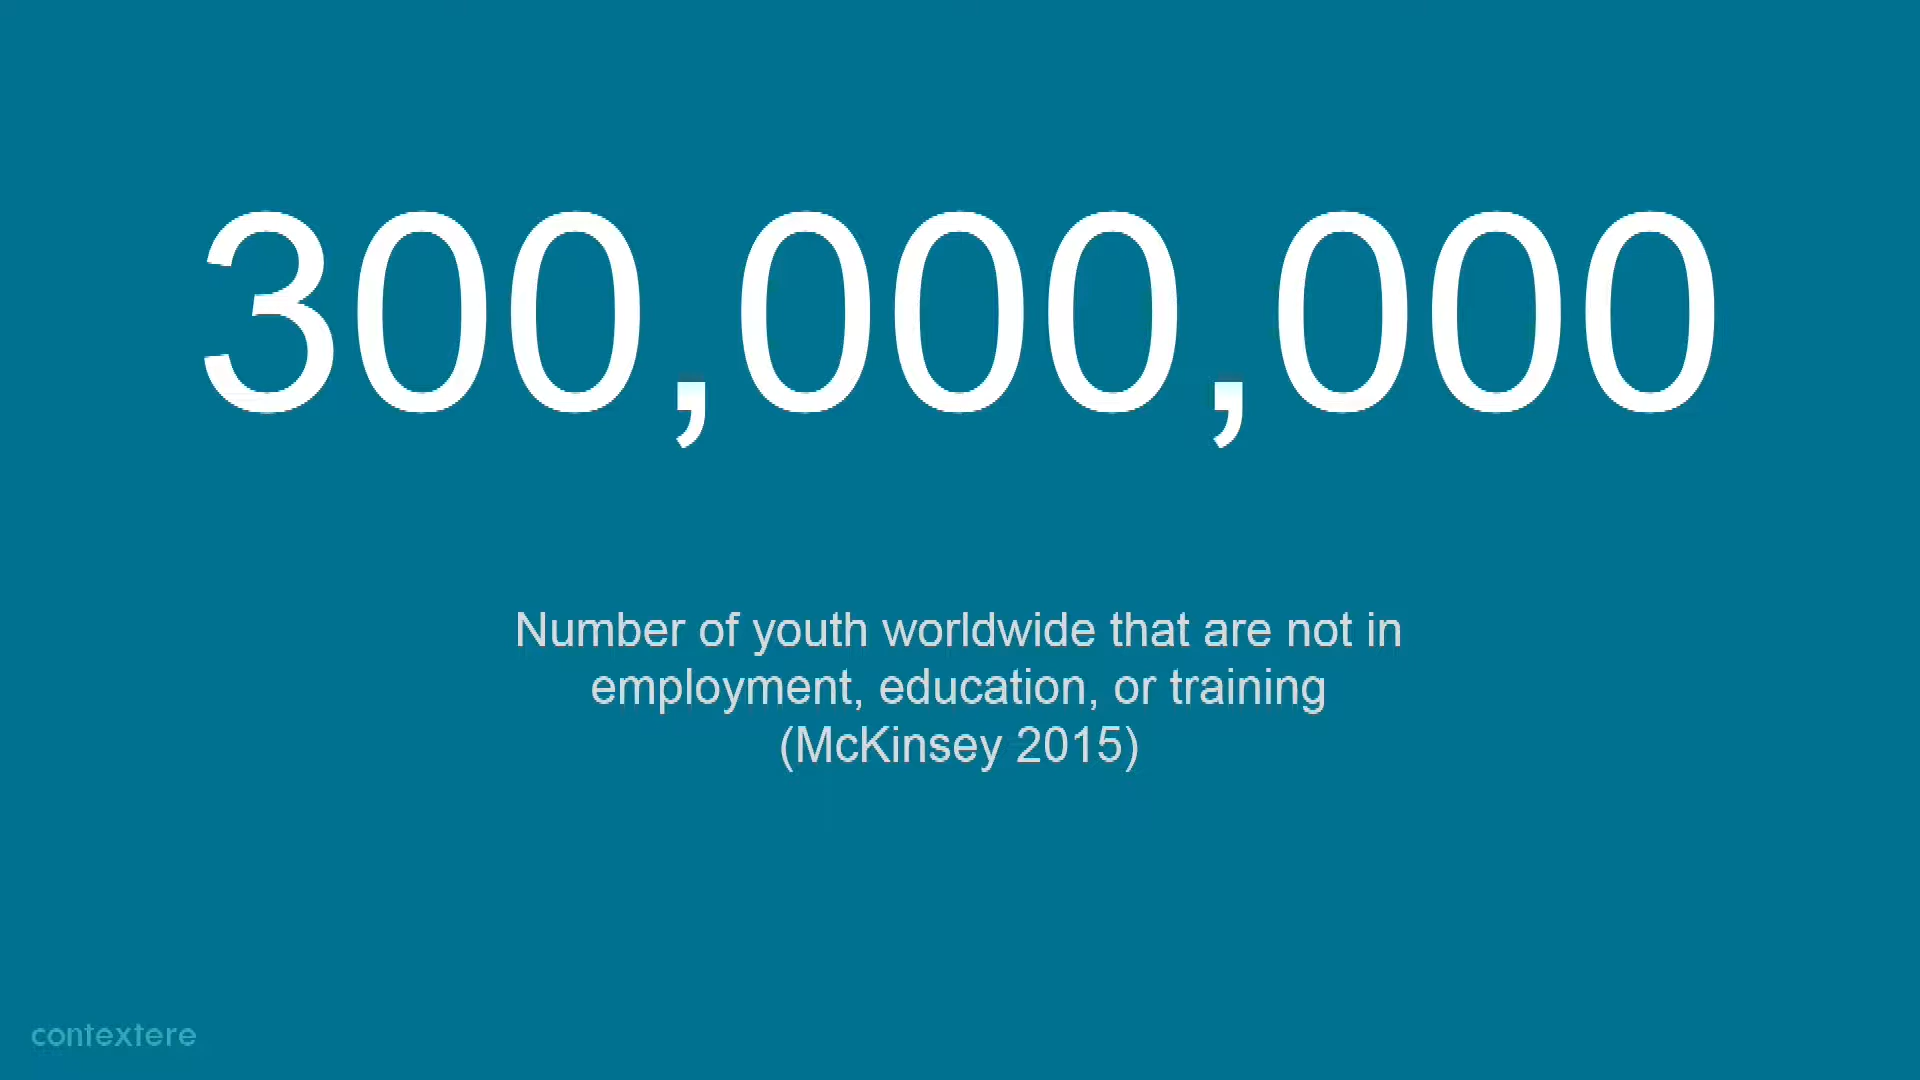 300,000,000
Number of youth worldwide that are not in
employment, education, or training
(McKinsey 2015)
contextere